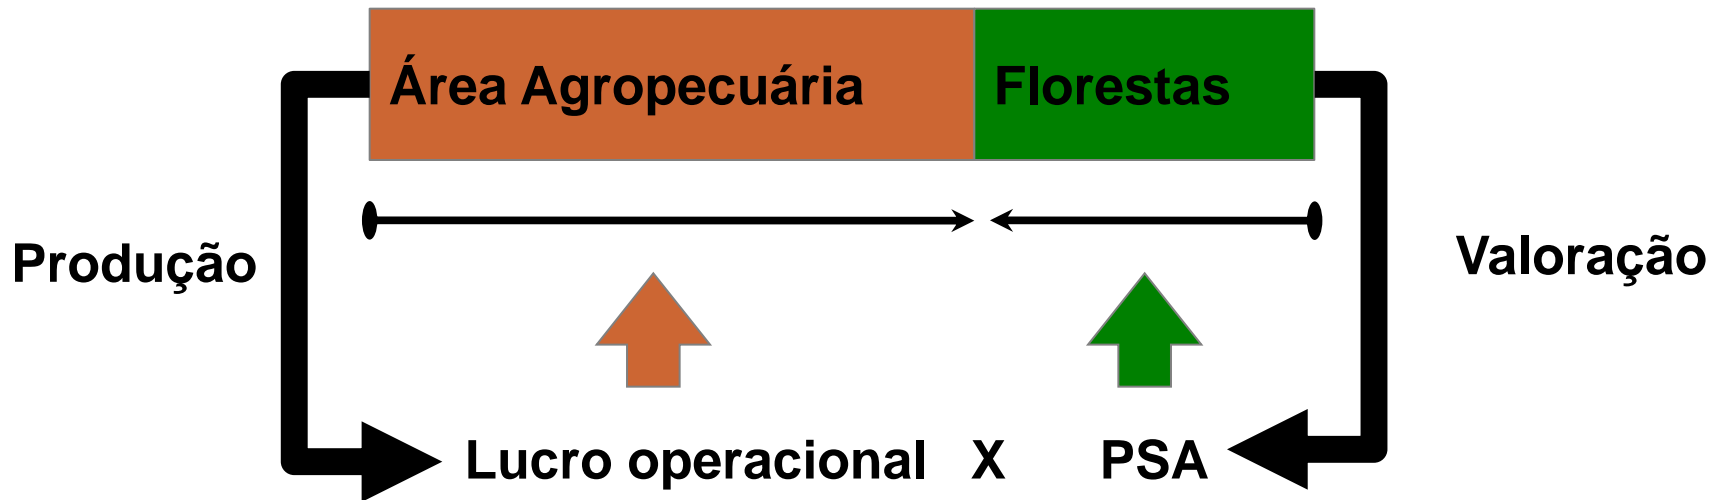 Área Agropecuária
Florestas
Produção
Valoração
Lucro operacional X PSA